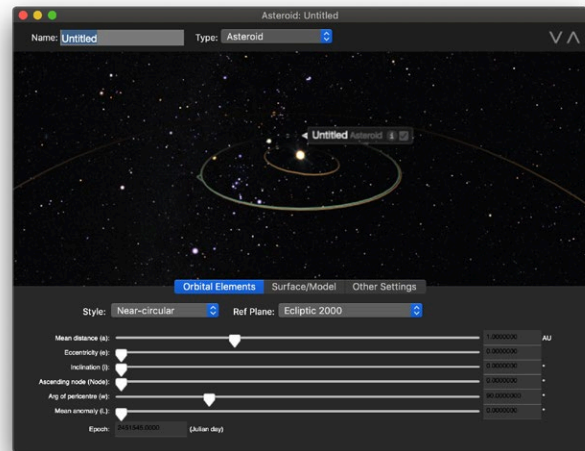 Asteroid: Untitled
Name: Untitled Type: Asteroid
Untitled Asteroid i
Orbital Elements Surface/Model Other Settings
Style: Near-circular Ref Plane: Ecliptic 2000
Mean distance (a): 1.0000000 AU
Eccentricity (e): 0.0000000
Inclination (i): 0.0000000 °
Ascending node (Node): 0.0000000 °
Arg of pericentre (w): 90.0000000 °
Mean anomaly (L): 0.0000000 °
Epoch: 2451545.0000 (Julian day)